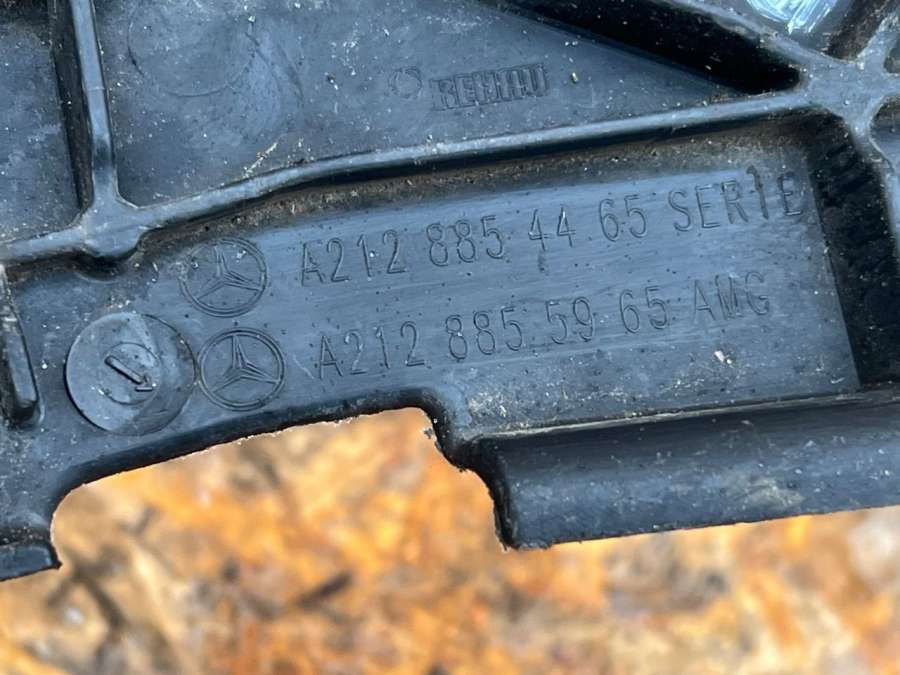 REHAU
A212 885 44 65 SERIE
A212 885 59 65 AMG